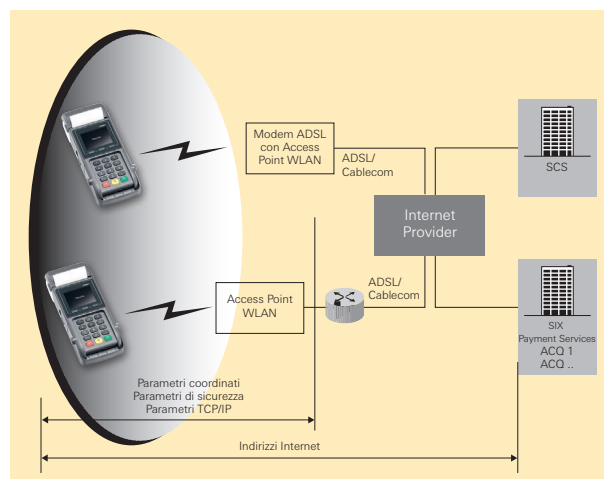 Modem ADSL
con Access
Point WLAN
ADSL/
Cablecom
SCS
Internet
Provider
Access Point
WLAN
ADSL/
Cablecom
SIX
Payment Services
ACQ 1
ACQ ..
Parametri coordinati
Parametri di sicurezza
Parametri TCP/IP
Indirizzi Internet